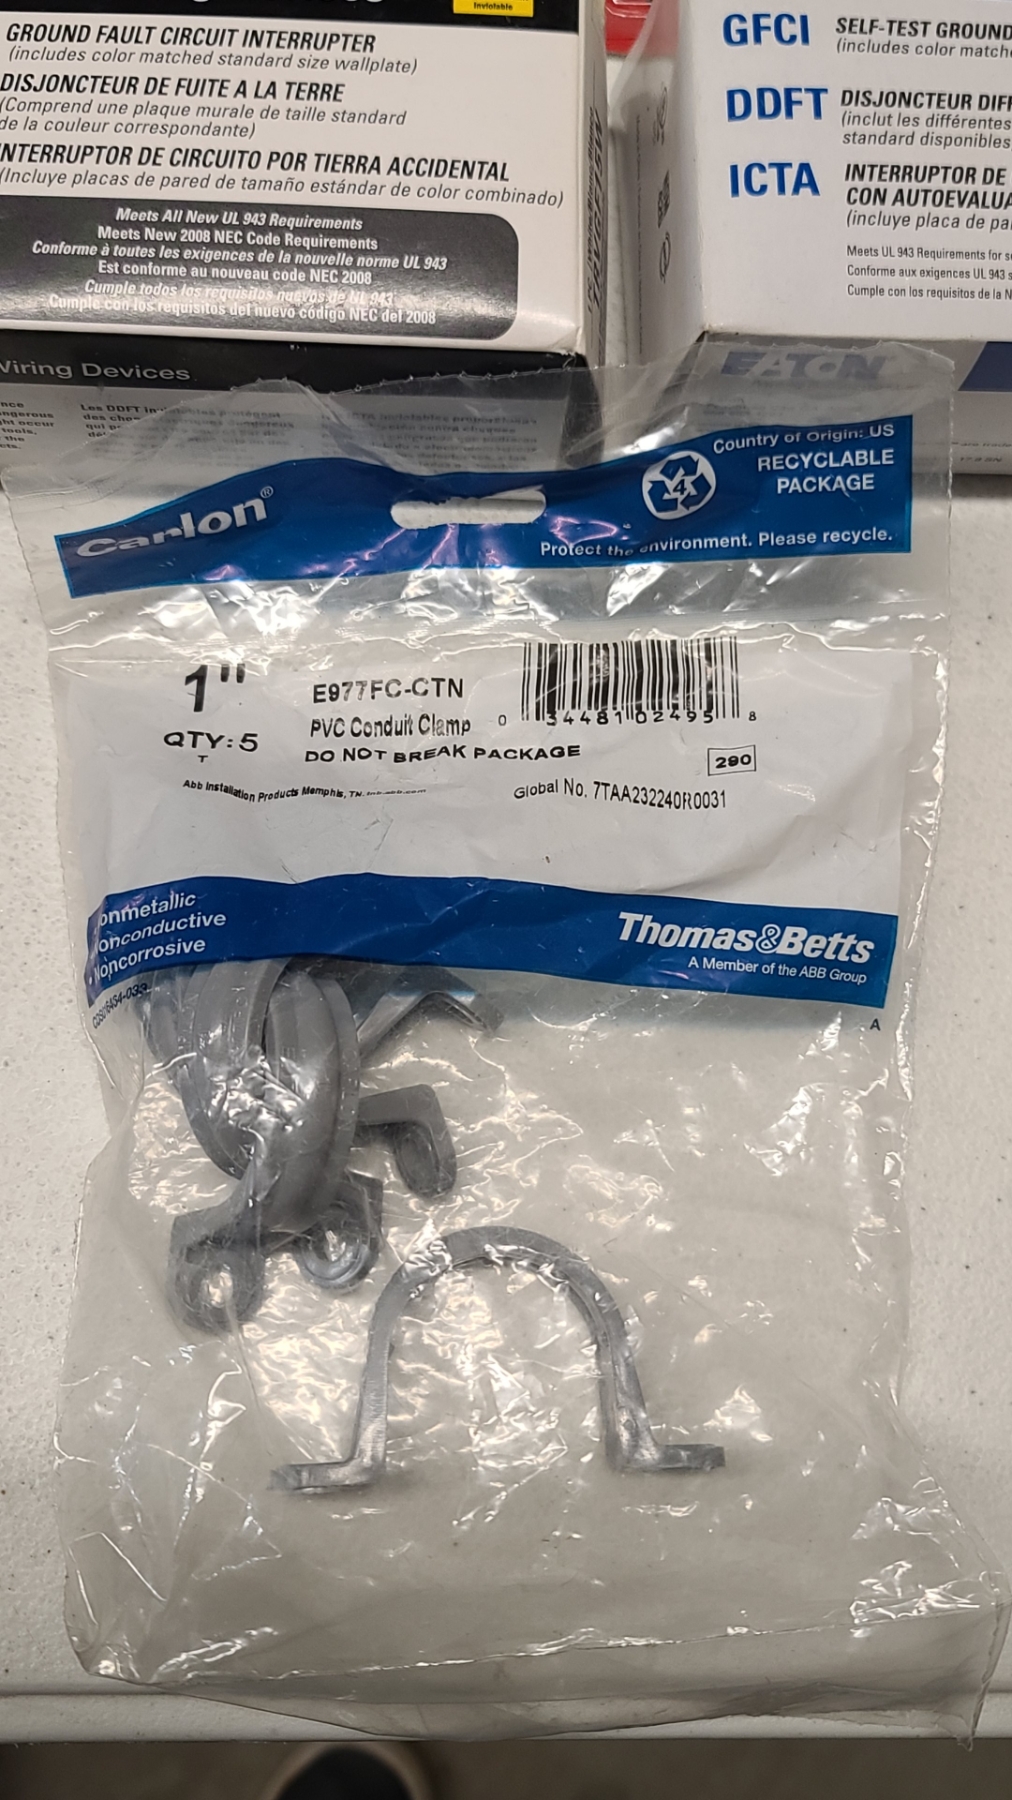 Inviolable
GROUND FAULT CIRCUIT INTERRUPTER
(includes color matched standard size wallplate)
DISJONCTEUR DE FUITE A LA TERRE
(Comprend une plaque murale de taille standard
de la couleur correspondante)
INTERRUPTOR DE CIRCUITO POR TIERRA ACCIDENTAL
(Incluye placas de pared de tamaño estándar de color combinado)
Meets All New UL 943 Requirements
Meets New 2008 NEC Code Requirements
Conforme à toutes les exigences de la nouvelle norme UL 943
Est conforme au nouveau code NEC 2008
Cumple todos los requisitos nuevos de UL 943
Cumple con los requisitos del nuevo código NEC del 2008
Wiring Devices
GFCI
SELF-TEST GROUND
(includes color matche
DDFT
DISJONCTEUR DIFF
(inclut les différentes
standard disponibles
ICTA
INTERRUPTOR DE
CON AUTOEVALUA
(incluye placa de pa
Meets UL 943 Requirements for s
Conforme aux exigences UL 943 s
Cumple con los requisitos de la N
EATON
Carlon®
4
Country of Origin: US
RECYCLABLE
PACKAGE
Protect the environment. Please recycle.
1"
QTY: 5
T
E977FC-CTN
PVC Conduit Clamp
DO NOT BREAK PACKAGE
0 34481 02495 8
290
Abb Installation Products Memphis, TN.
Global No. 7TAA232240R0031
onmetallic
onconductive
• Noncorrosive
Thomas&Betts
A Member of the ABB Group
A